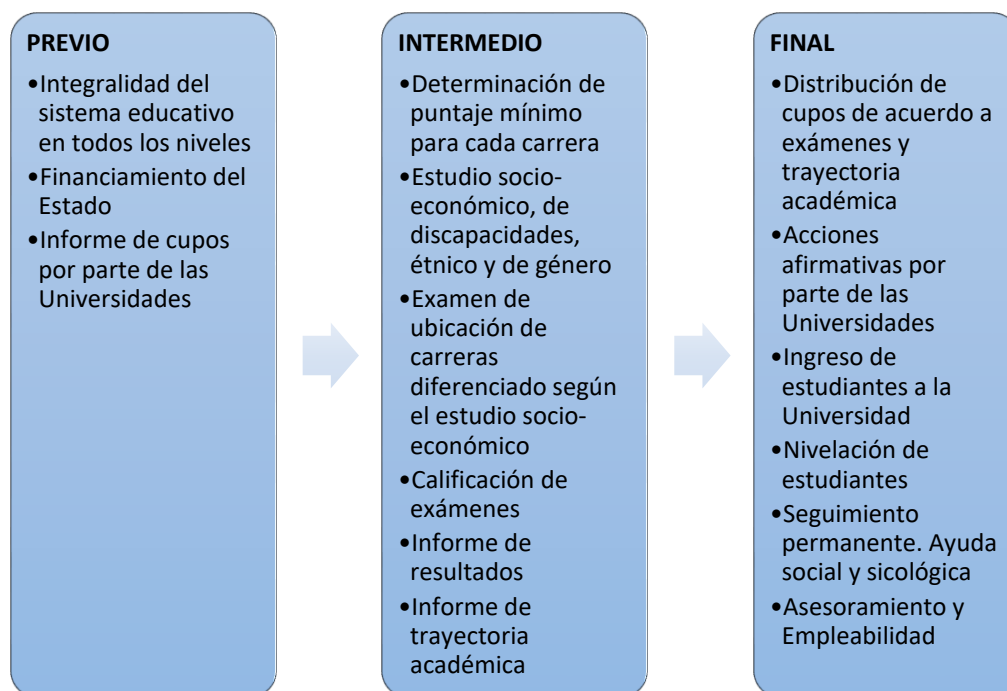 PREVIO
•Integralidad del
sistema educativo
en todos los niveles
•Financiamiento del
Estado
•Informe de cupos
por parte de las
Universidades
INTERMEDIO
•Determinación de
puntaje mínimo
para cada carrera
•Estudio socio-
económico, de
discapacidades,
étnico y de género
•Examen de
ubicación de
carreras
diferenciado según
el estudio socio-
económico
•Calificación de
exámenes
•Informe de
resultados
•Informe de
trayectoria
académica
FINAL
•Distribución de
cupos de acuerdo a
exámenes y
trayectoria
académica
•Acciones
afirmativas por
parte de las
Universidades
•Ingreso de
estudiantes a la
Universidad
•Nivelación de
estudiantes
•Seguimiento
permanente. Ayuda
social y sicológica
•Asesoramiento y
Empleabilidad